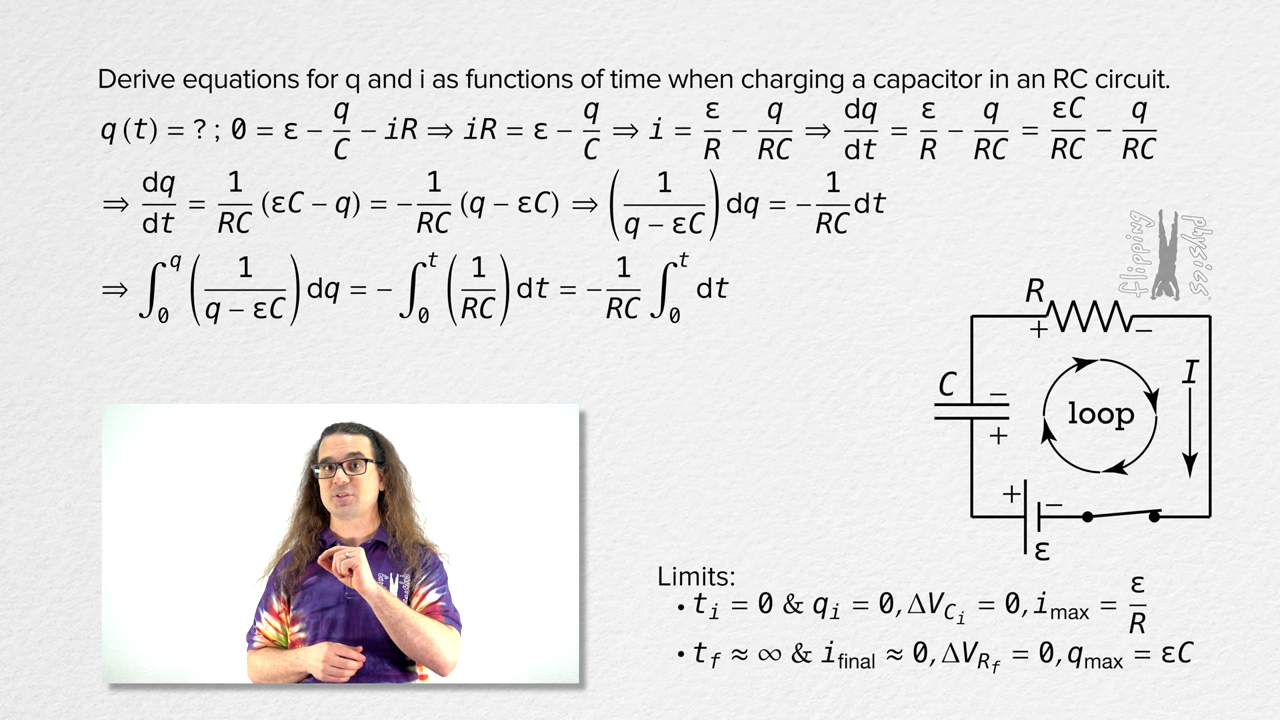 Derive equations for q and i as functions of time when charging a capacitor in an RC circuit.
q (t) = ? ; 0 = ε − q/C − iR ⇒ iR = ε − q/C ⇒ i = ε/R − q/RC ⇒ dq/dt = ε/R − q/RC = εC/RC − q/RC
⇒ dq/dt = 1/RC (εC − q) = − 1/RC (q − εC) ⇒ (1/(q − εC)) dq = − 1/RC dt
⇒ ∫₀^q (1/(q − εC)) dq = − ∫₀^t (1/RC) dt = − 1/RC ∫₀^t dt
flipping
physics
R
+ −
C
−
+
loop
I
+ −
ε
Limits:
• t_i = 0 & q_i = 0, ΔV_C_i = 0, i_max = ε/R
• t_f ≈ ∞ & i_final ≈ 0, ΔV_R_f = 0, q_max = εC